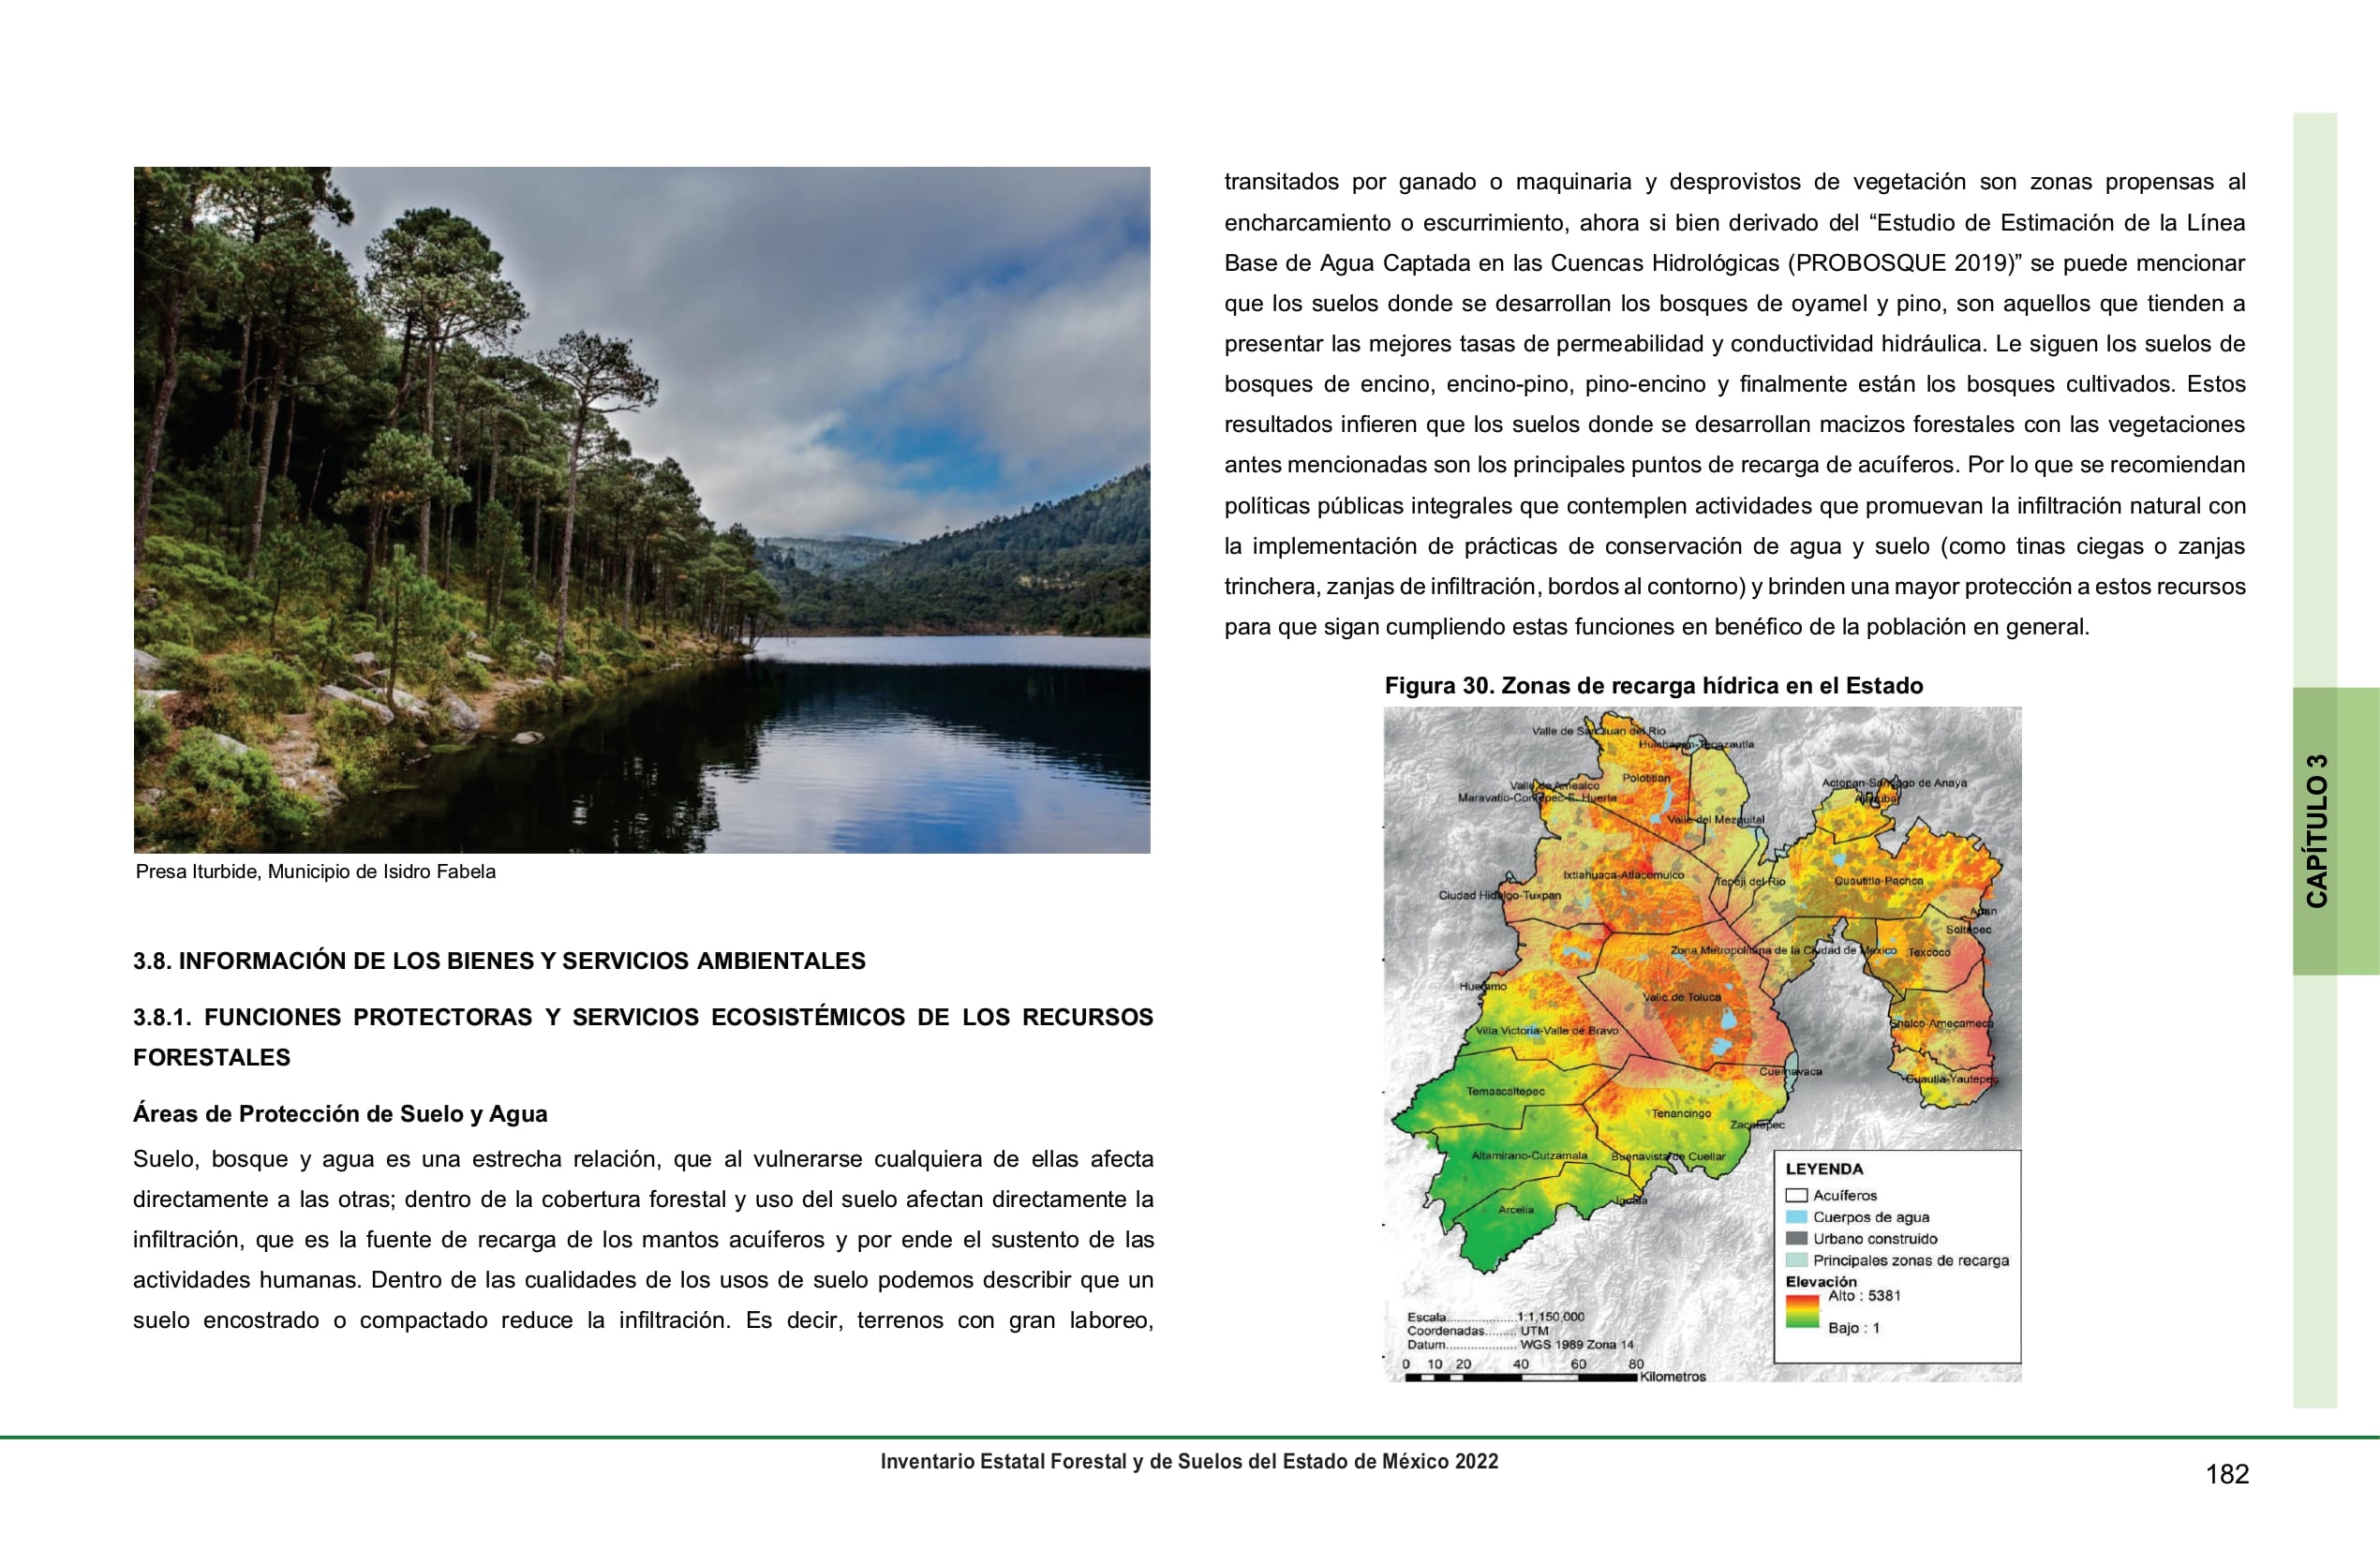 Presa Iturbide, Municipio de Isidro Fabela
3.8. INFORMACIÓN DE LOS BIENES Y SERVICIOS AMBIENTALES
3.8.1. FUNCIONES PROTECTORAS Y SERVICIOS ECOSISTÉMICOS DE LOS RECURSOS
FORESTALES
Áreas de Protección de Suelo y Agua
Suelo, bosque y agua es una estrecha relación, que al vulnerarse cualquiera de ellas afecta
directamente a las otras; dentro de la cobertura forestal y uso del suelo afectan directamente la
infiltración, que es la fuente de recarga de los mantos acuíferos y por ende el sustento de las
actividades humanas. Dentro de las cualidades de los usos de suelo podemos describir que un
suelo encostrado o compactado reduce la infiltración. Es decir, terrenos con gran laboreo,
transitados por ganado o maquinaria y desprovistos de vegetación son zonas propensas al
encharcamiento o escurrimiento, ahora si bien derivado del “Estudio de Estimación de la Línea
Base de Agua Captada en las Cuencas Hidrológicas (PROBOSQUE 2019)” se puede mencionar
que los suelos donde se desarrollan los bosques de oyamel y pino, son aquellos que tienden a
presentar las mejores tasas de permeabilidad y conductividad hidráulica. Le siguen los suelos de
bosques de encino, encino-pino, pino-encino y finalmente están los bosques cultivados. Estos
resultados infieren que los suelos donde se desarrollan macizos forestales con las vegetaciones
antes mencionadas son los principales puntos de recarga de acuíferos. Por lo que se recomiendan
políticas públicas integrales que contemplen actividades que promuevan la infiltración natural con
la implementación de prácticas de conservación de agua y suelo (como tinas ciegas o zanjas
trinchera, zanjas de infiltración, bordos al contorno) y brinden una mayor protección a estos recursos
para que sigan cumpliendo estas funciones en benéfico de la población en general.
Figura 30. Zonas de recarga hídrica en el Estado
Valle de San Juan del Rio
Huichapan-Tecozautla
Polotitlan
Valle de Amealco
Maravatio-Contepec-E. Huerta
Valle del Mezquital
Actopan-Santiago de Anaya
Ixtlahuaca-Atlacomulco
Tepeji del Rio
Cuautitla-Pachca
Ciudad Hidalgo-Tuxpan
Apan
Soltepec
Zona Metropolitana de la Ciudad de Mexico
Texcoco
Huetamo
Valle de Toluca
Villa Victoria-Valle de Bravo
Chalco-Amecameca
Cuernavaca
Cuautla-Yautepec
Temascaltepec
Tenancingo
Zacatepec
Altamirano-Cutzamala
Buenavista de Cuellar
Iguala
Arcelia
LEYENDA
Acuíferos
Cuerpos de agua
Urbano construido
Principales zonas de recarga
Elevación
Alto : 5381
Bajo : 1
Escala....................1:1,150,000
Coordenadas......... UTM
Datum..................... WGS 1989 Zona 14
0 10 20 40 60 80
Kilometros
CAPÍTULO 3
Inventario Estatal Forestal y de Suelos del Estado de México 2022
182